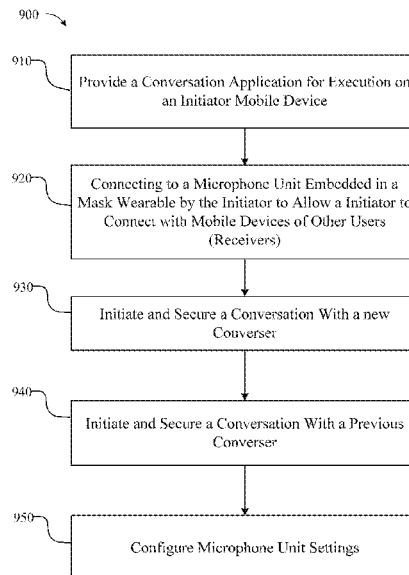 900
910
Provide a Conversation Application for Execution on
an Initiator Mobile Device
920
Connecting to a Microphone Unit Embedded in a
Mask Wearable by the Initiator to Allow a Initiator to
Connect with Mobile Devices of Other Users
(Receivers)
930
Initiate and Secure a Conversation With a new
Converser
940
Initiate and Secure a Conversation With a Previous
Converser
950
Configure Microphone Unit Settings